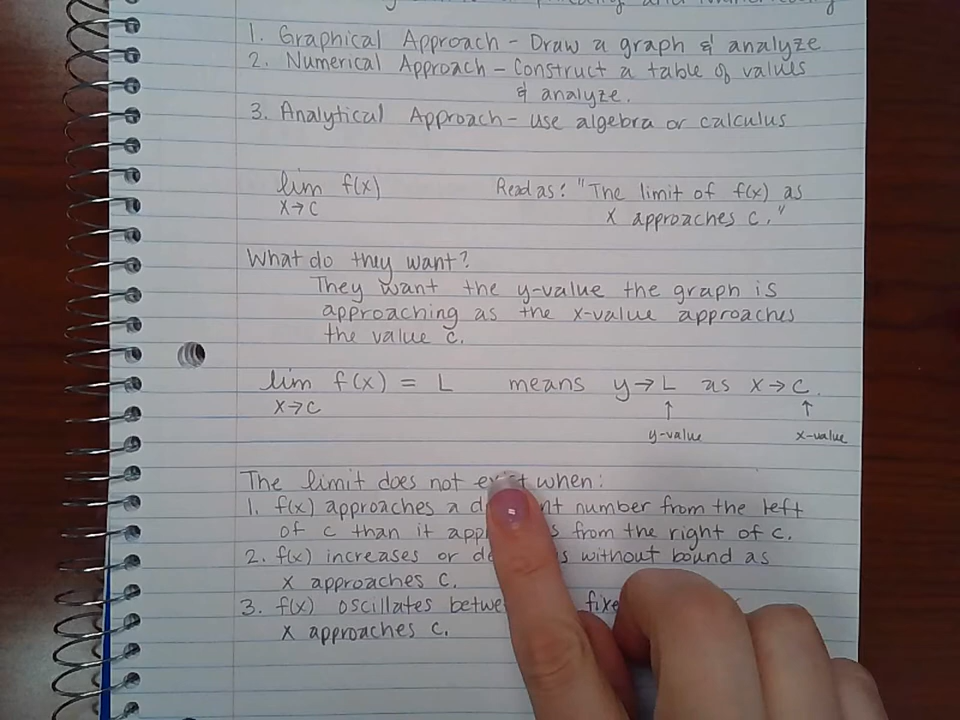 1. Graphical Approach - Draw a graph & analyze
2. Numerical Approach - Construct a table of values
& analyze.
3. Analytical Approach - use algebra or calculus
lim f(x) Read as: "The limit of f(x) as
x→c x approaches c."
What do they want?
They want the y-value the graph is
approaching as the x-value approaches
the value c.
lim f(x) = L means y→L as x→c.
x→c ↑ ↑
y-value x-value
The limit does not exist when:
1. f(x) approaches a number from the left
of c than it from the right of c.
2. f(x) increases or without bound as
x approaches c.
3. f(x) oscillates
x approaches c.